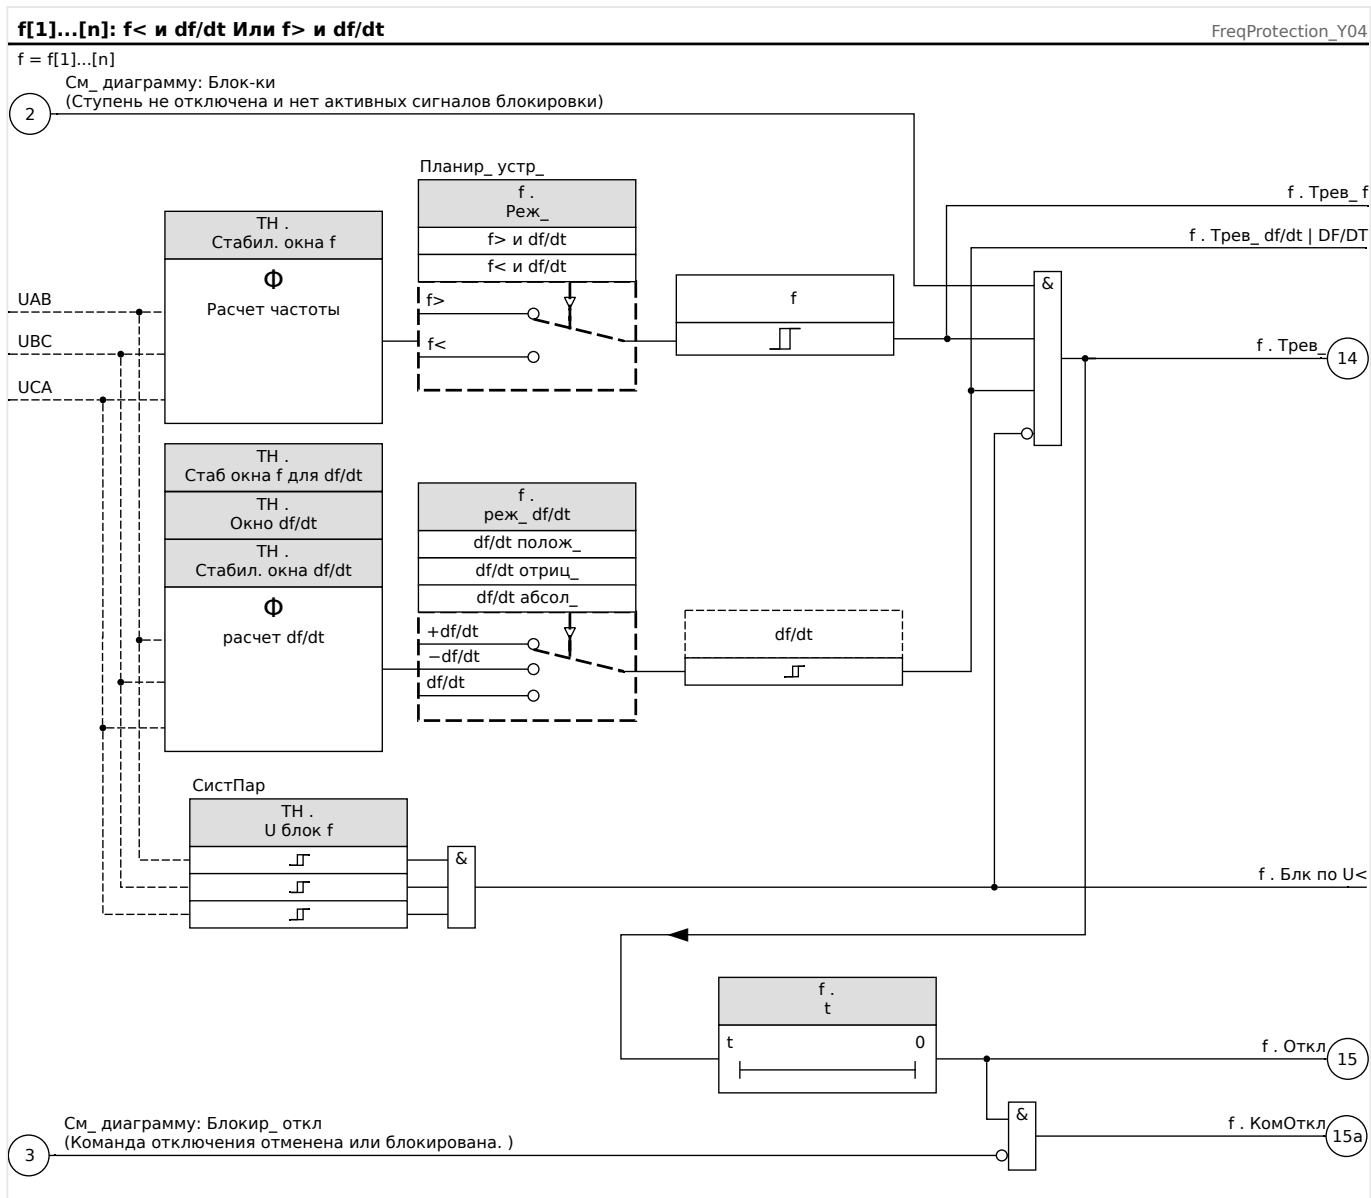 f[1]...[n]: f< и df/dt Или f> и df/dt
FreqProtection_Y04
f = f[1]...[n]
См_ диаграмму: Блок-ки
(Ступень не отключена и нет активных сигналов блокировки)
2
Планир_ устр_
f .
Реж_
f> и df/dt
f< и df/dt
f>
f<
ТН .
Стабил. окна f
Φ
Расчет частоты
UAB
UBC
UCA
f
f . Трев_ f
f . Трев_ df/dt | DF/DT
&
f . Трев_
14
ТН .
Стаб окна f для df/dt
ТН .
Окно df/dt
ТН .
Стабил. окна df/dt
Φ
расчет df/dt
f .
реж_ df/dt
df/dt полож_
df/dt отриц_
df/dt абсол_
+df/dt
−df/dt
df/dt
df/dt
СистПар
ТН .
U блок f
&
f . Блк по U<
f .
t
t
0
f . Откл
15
&
f . КомОткл
15a
См_ диаграмму: Блокир_ откл
(Команда отключения отменена или блокирована. )
3